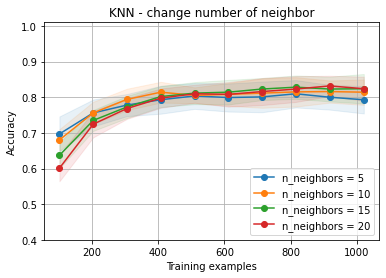 KNN - change number of neighbor
1.0
0.9
0.8
0.7
0.6
0.5
0.4
Accuracy
n_neighbors = 5
n_neighbors = 10
n_neighbors = 15
n_neighbors = 20
200 400 600 800 1000
Training examples